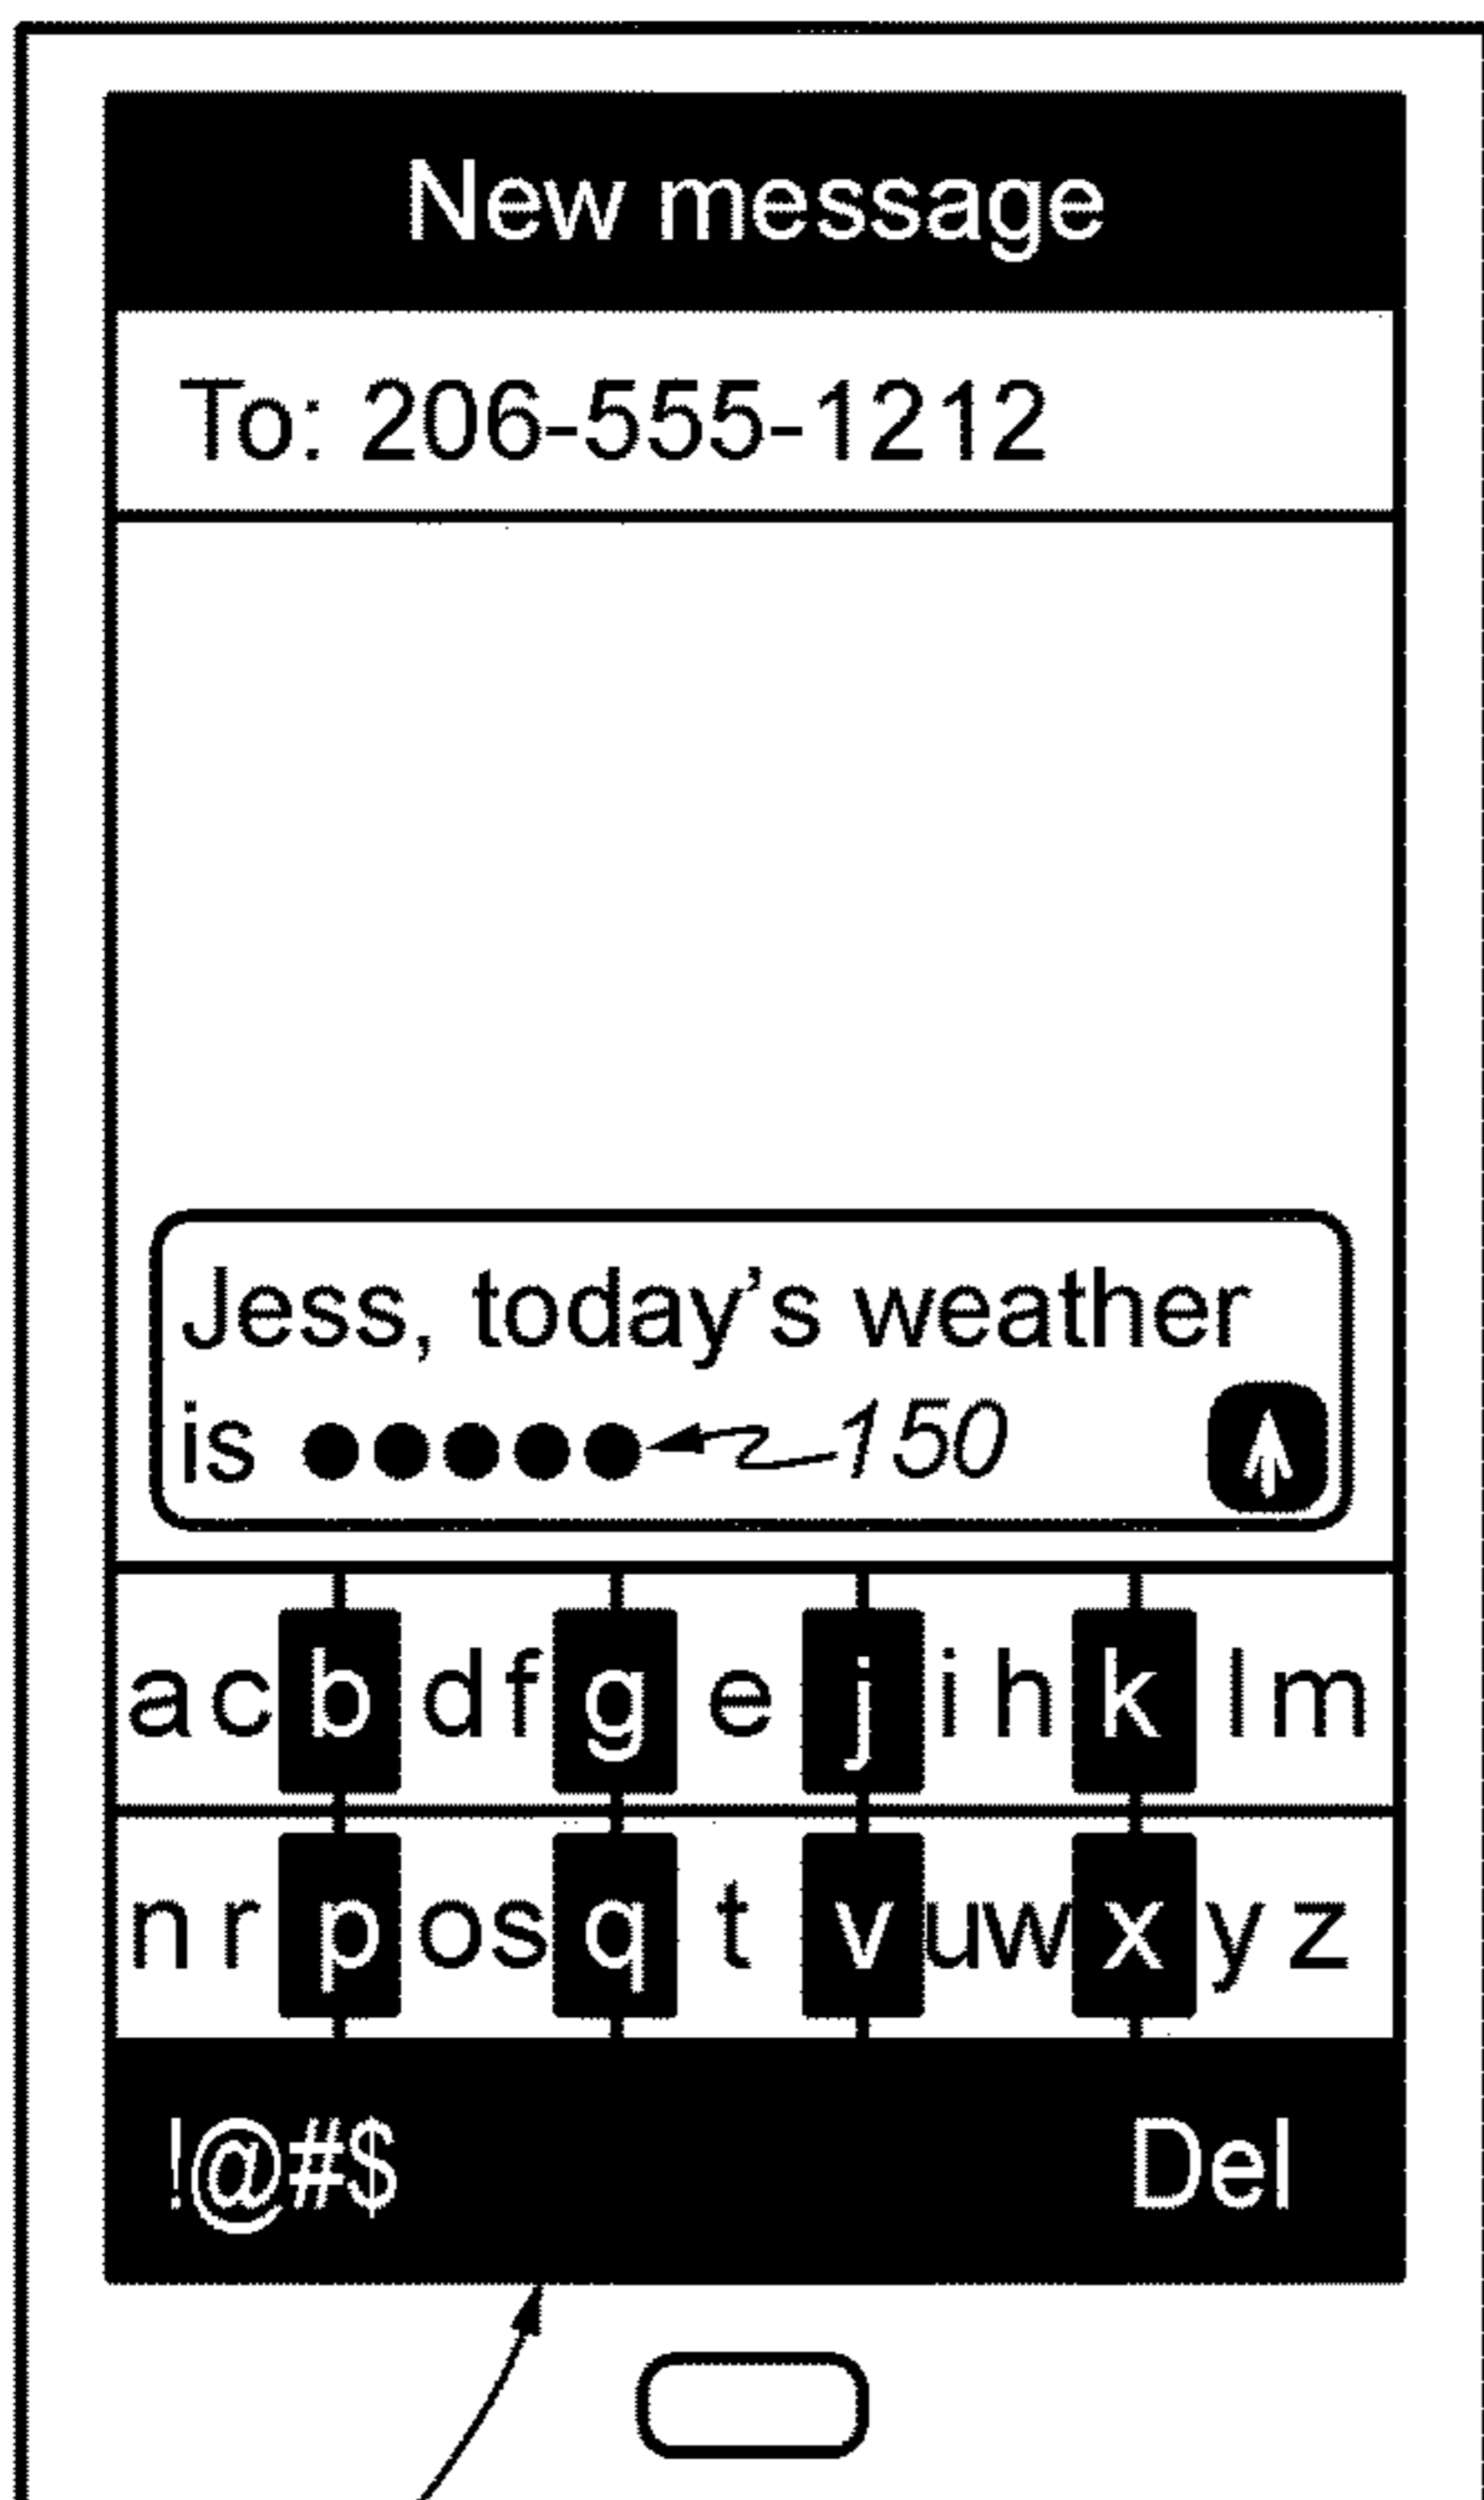 New message
To: 206-555-1212
Jess, today's weather
is ●●●●● 150
a c b d f g e j i h k l m
n r p o s q t v u w x y z
!@#$ Del